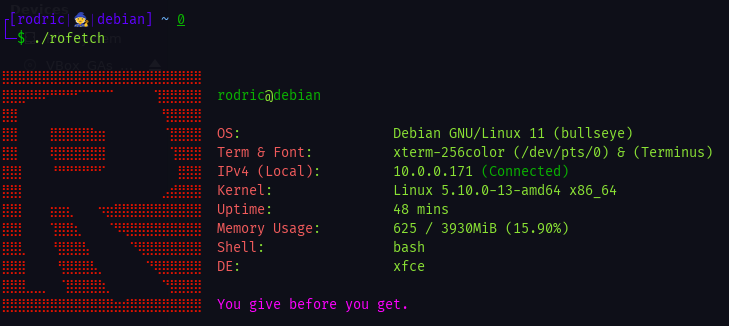 Devices
┌[rodric|🧙|debian] ~ 0
└─$ ./rofetch
VBox_GAs
rodric@debian
OS: Debian GNU/Linux 11 (bullseye)
Term & Font: xterm-256color (/dev/pts/0) & (Terminus)
IPv4 (Local): 10.0.0.171 (Connected)
Kernel: Linux 5.10.0-13-amd64 x86_64
Uptime: 48 mins
Memory Usage: 625 / 3930MiB (15.90%)
Shell: bash
DE: xfce
You give before you get.